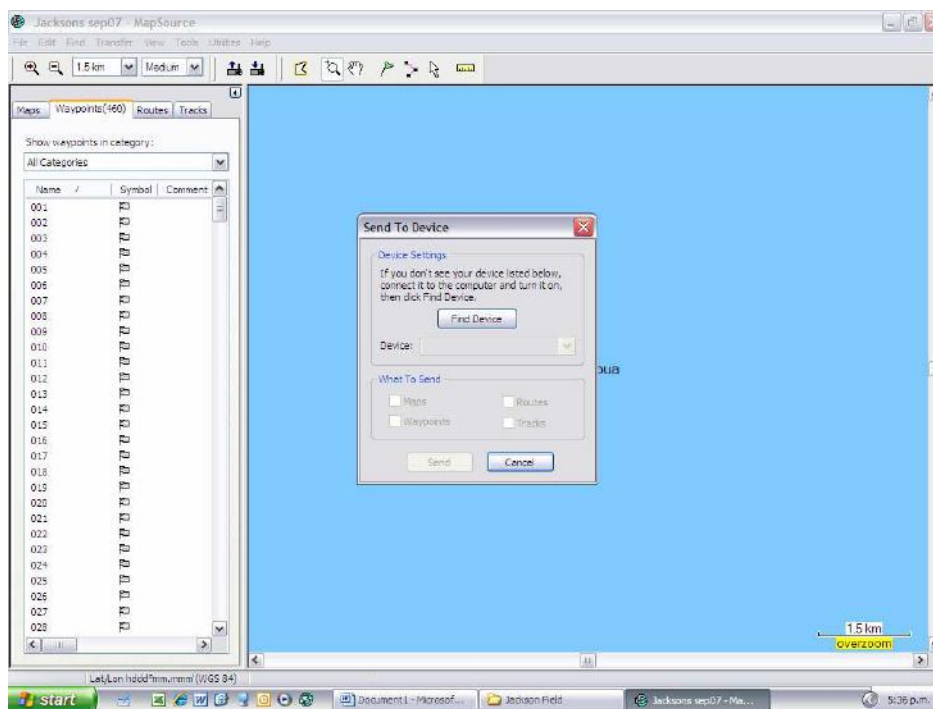 Jacksons sep07 - MapSource
File Edit Find Transfer View Tools Utilities Help
1.5 km Medium
Maps Waypoints(460) Routes Tracks
Show waypoints in category:
All Categories
Name / Symbol Comment
001
002
003
004
005
006
007
008
009
010
011
012
013
014
015
016
017
018
019
020
021
022
023
024
025
026
027
028
Send To Device
Device Settings
If you don't see your device listed below,
connect it to the computer and turn it on,
then click Find Device.
Find Device
Device:
What To Send
Maps Routes
Waypoints Tracks
Send Cancel
oua
1.5 km
overzoom
Lat/Lon hddd°mm.mmm'(WGS 84)
start Document1 - Microsof... Jackson Field Jacksons sep07 - Ma... 5:36 p.m.